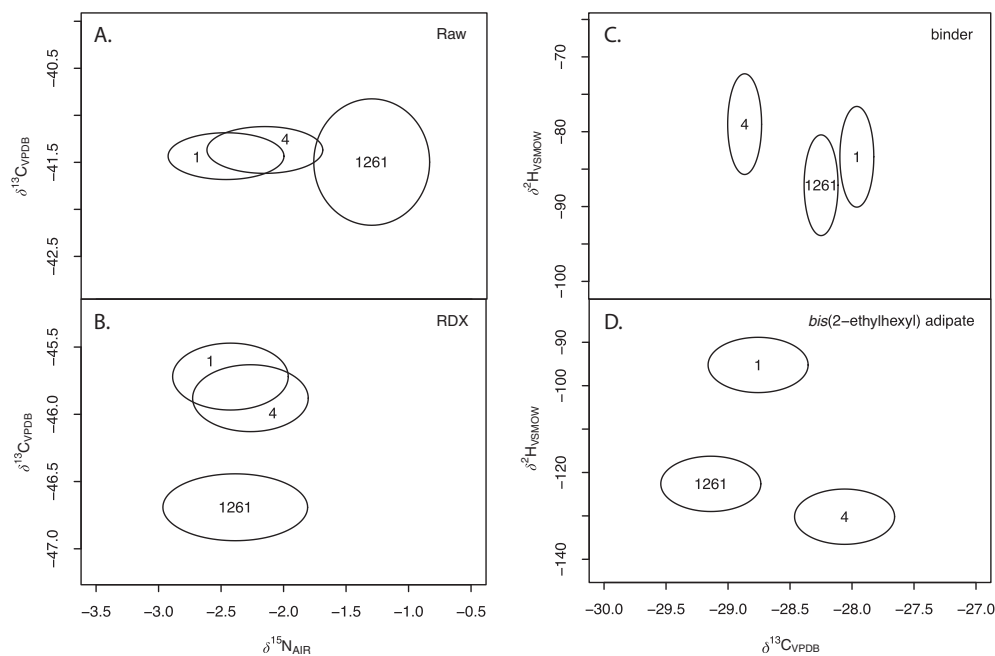 A.
Raw
−40.5
−41.5
−42.5
δ13CVPDB
1
4
1261
B.
RDX
−45.5
−46.0
−46.5
−47.0
δ13CVPDB
1
4
1261
−3.5 −3.0 −2.5 −2.0 −1.5 −1.0 −0.5
δ15NAIR
C.
binder
−70
−80
−90
−100
δ2HVSMOW
4
1261
1
D.
bis(2−ethylhexyl) adipate
−90
−100
−120
−140
δ2HVSMOW
1
1261
4
−30.0 −29.5 −29.0 −28.5 −28.0 −27.5 −27.0
δ13CVPDB